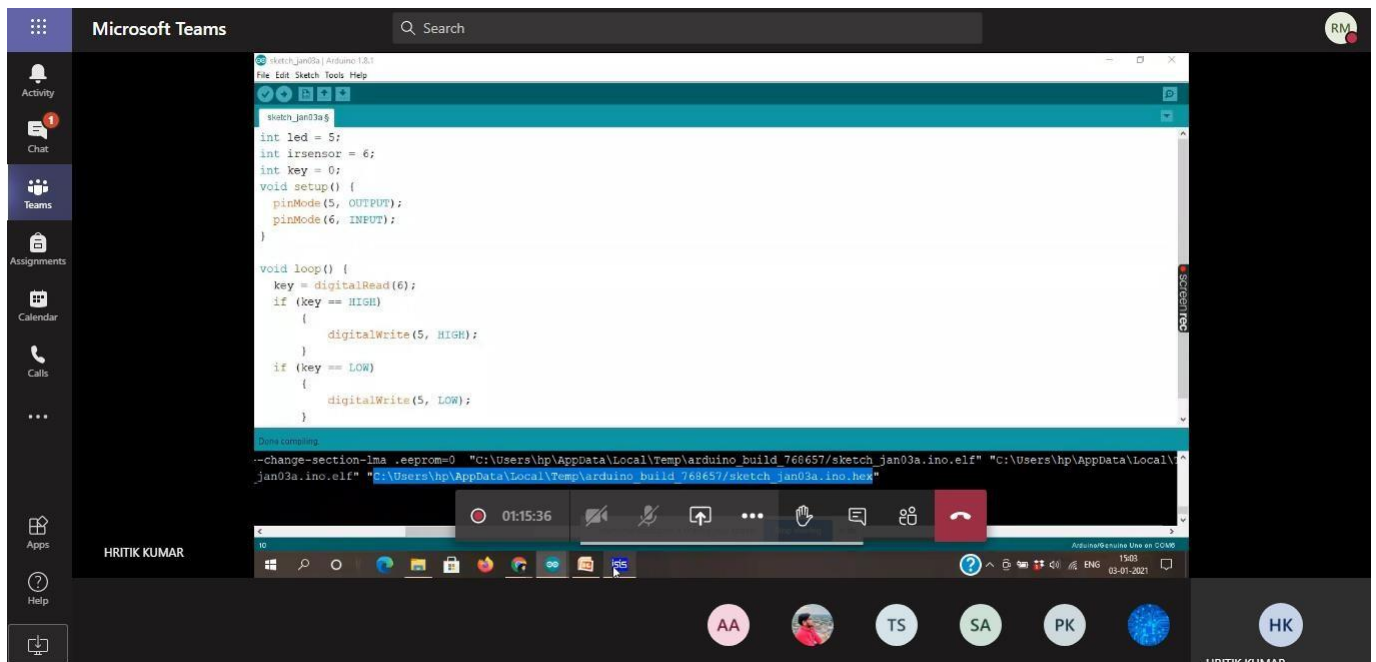 Microsoft Teams
Search
RM
Activity
1
Chat
Teams
Assignments
Calendar
Calls
Apps
Help
sketch_jan03a | Arduino 1.8.1
File Edit Sketch Tools Help
sketch_jan03a §
int led = 5;
int irsensor = 6;
int key = 0;
void setup() {
pinMode(5, OUTPUT);
pinMode(6, INPUT);
}
void loop() {
key = digitalRead(6);
if (key == HIGH)
{
digitalWrite(5, HIGH);
}
if (key == LOW)
{
digitalWrite(5, LOW);
}
screenrec
Done compiling.
--change-section-lma .eeprom=0 "C:\Users\hp\AppData\Local\Temp\arduino_build_768657/sketch_jan03a.ino.elf" "C:\Users\hp\AppData\Local\
_jan03a.ino.elf" "C:\Users\hp\AppData\Local\Temp\arduino_build_768657/sketch_jan03a.ino.hex"
01:15:36
10
Arduino/Genuino Uno on COM6
HRITIK KUMAR
isis
ENG
15:03
03-01-2021
AA
TS
SA
PK
HK
HRITIK KUMAR